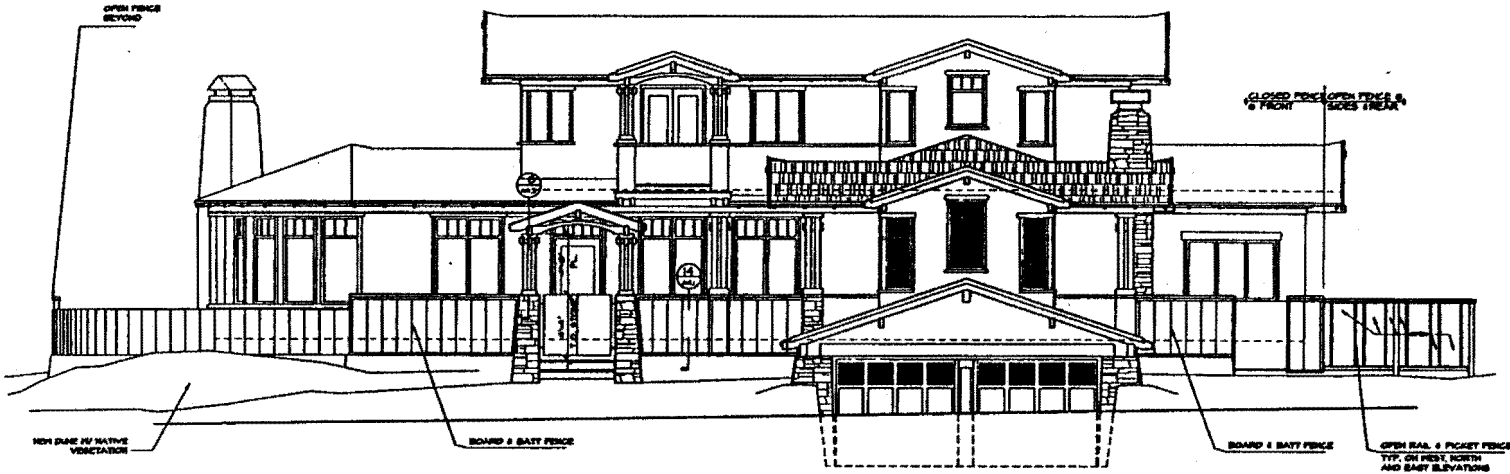 OPEN FENCE
BEYOND
CLOSED FENCE
@ FRONT
OPEN FENCE @
SIDES & REAR
14
NEW DUNE W/ NATIVE
VEGETATION
BOARD & BATT FENCE
BOARD & BATT FENCE
OPEN RAIL & PICKET FENCE
TYP. ON WEST, NORTH
AND EAST ELEVATIONS